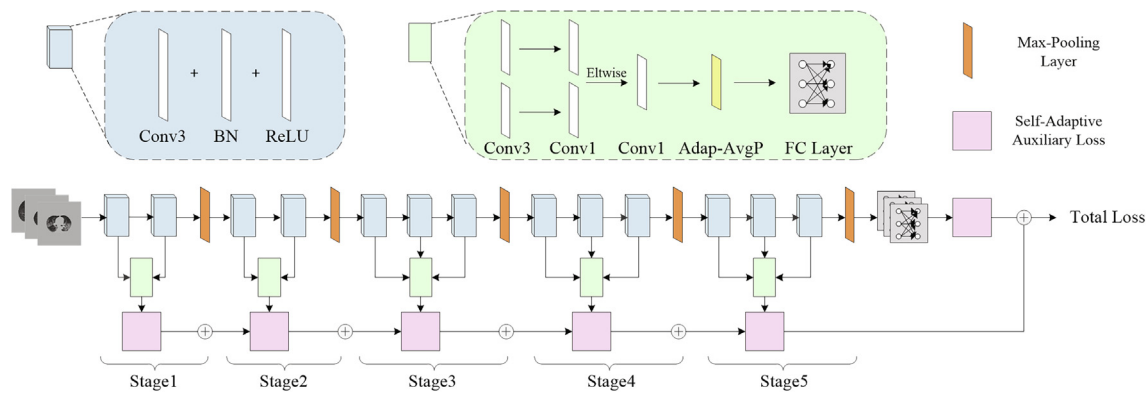 Conv3
+
BN
+
ReLU
Eltwise
Conv3
Conv1
Conv1
Adap-AvgP
FC Layer
Max-Pooling
Layer
Self-Adaptive
Auxiliary Loss
Total Loss
Stage1
Stage2
Stage3
Stage4
Stage5